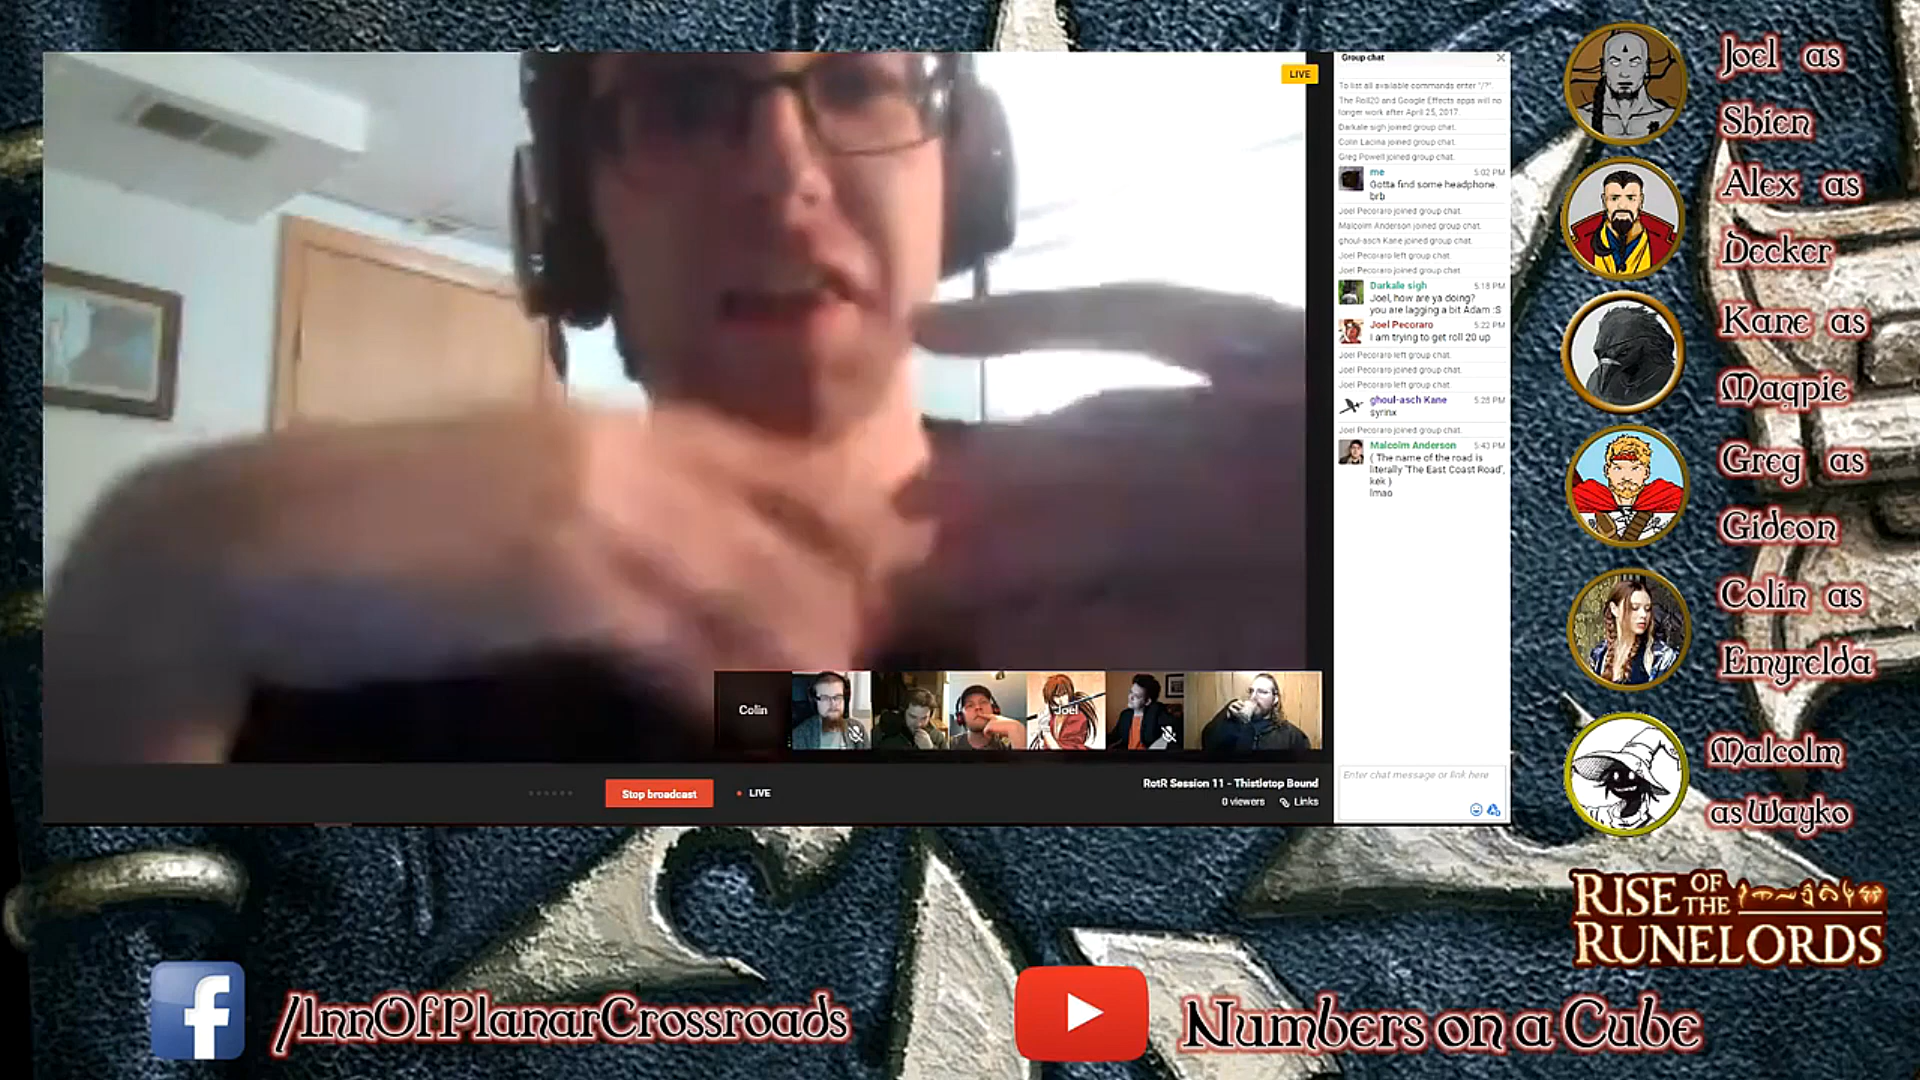 LIVE
Group chat
To list all available commands enter "/?".
The Roll20 and Google Effects apps will no
longer work after April 25, 2017.
Darkale sigh joined group chat.
Colin Lacina joined group chat.
Greg Powell joined group chat.
me 5:02 PM
Gotta find some headphone.
brb
Joel Pecoraro joined group chat.
Malcolm Anderson joined group chat.
ghoul-asch Kane joined group chat.
Joel Pecoraro left group chat.
Joel Pecoraro joined group chat
Darkale sigh 5:18 PM
Joel, how are ya doing?
you are lagging a bit Adam :S
Joel Pecoraro 5:22 PM
I am trying to get roll 20 up
Joel Pecoraro left group chat.
Joel Pecoraro joined group chat.
Joel Pecoraro left group chat.
ghoul-asch Kane 5:28 PM
syrinx
Joel Pecoraro joined group chat.
Malcolm Anderson 5:43 PM
( The name of the road is
literally 'The East Coast Road',
kek )
lmao
Enter chat message or link here
Colin
Joel
Stop broadcast
LIVE
RotR Session 11 - Thistletop Bound
0 viewers Links
Joel as
Shien
Alex as
Decker
Kane as
Magpie
Greg as
Gideon
Colin as
Emyrelda
Malcolm
as Wayko
RISE OF THE
RUNELORDS
f /InnOfPlanarCrossroads
Numbers on a Cube